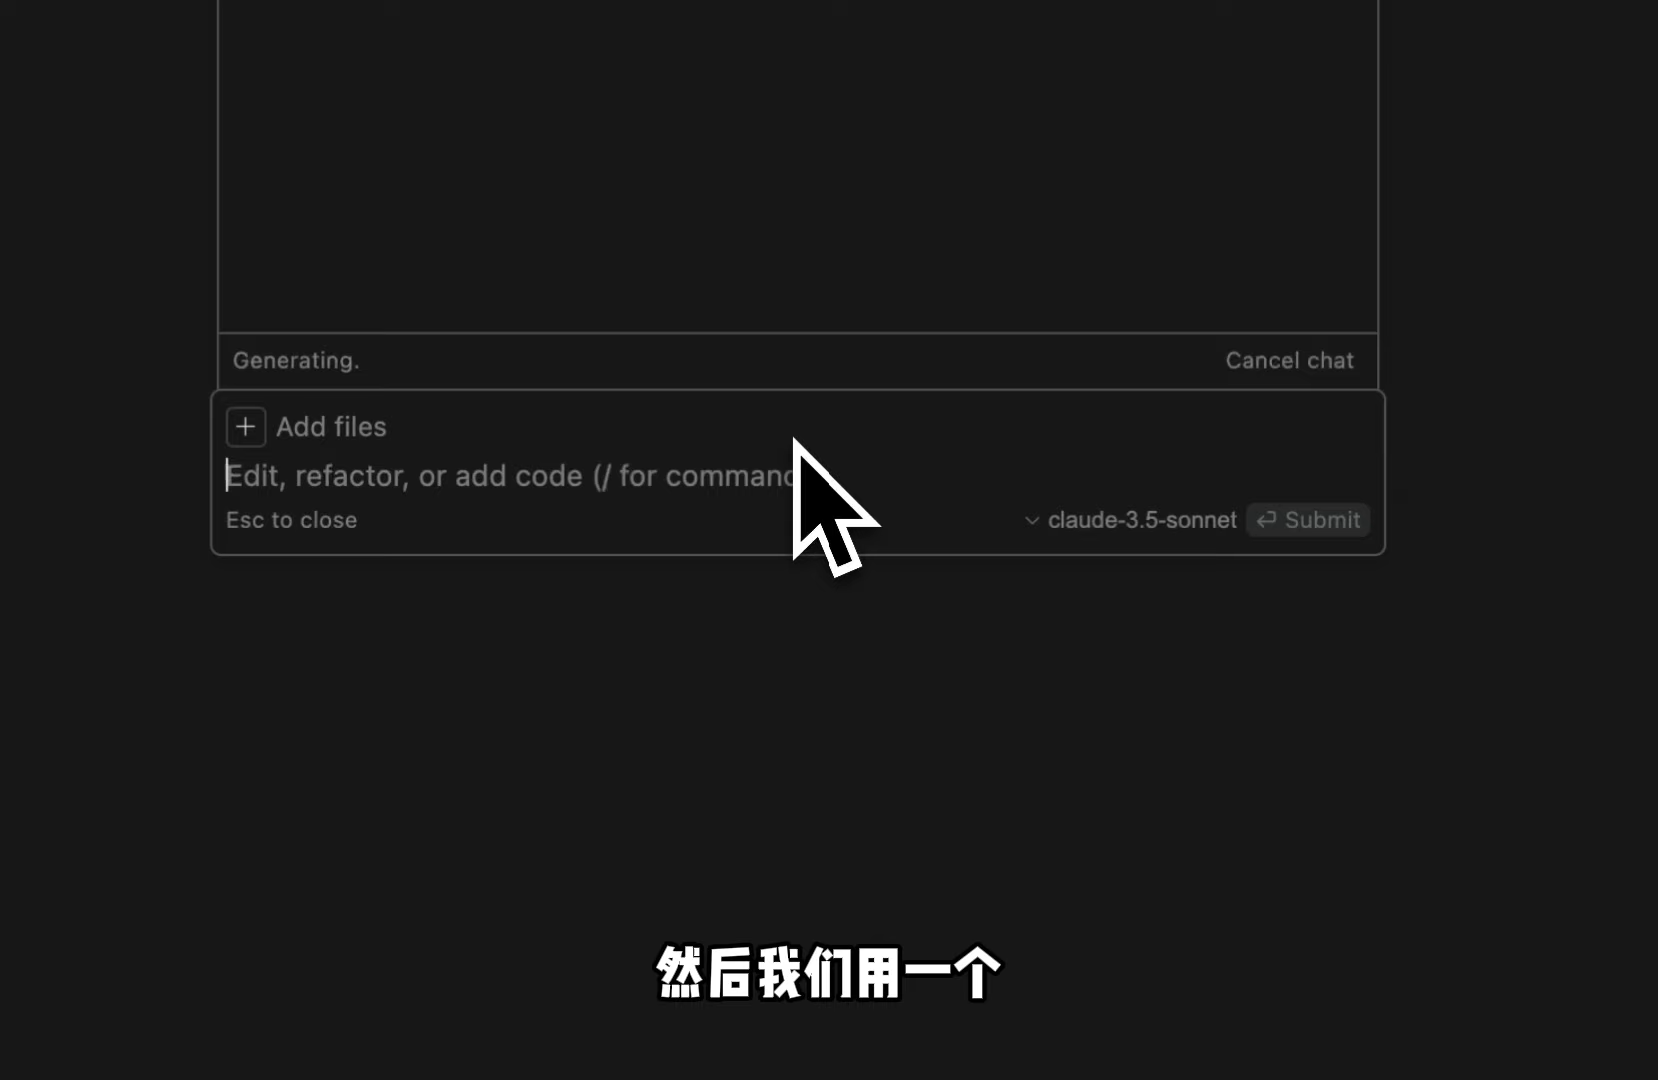 Generating.
Cancel chat
Add files
Edit, refactor, or add code (/ for
Esc to close
claude-3.5-sonnet
Submit
然后我们用一个